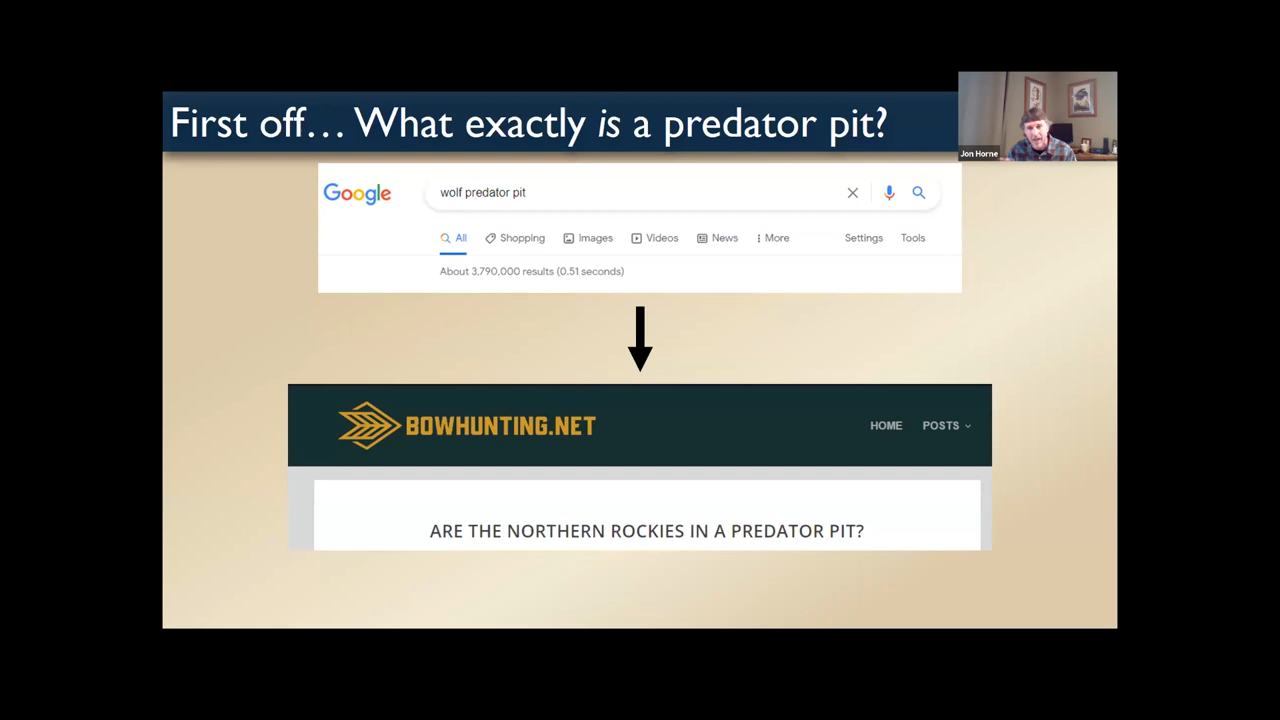 First off... What exactly is a predator pit?
Jon Horne
Google
wolf predator pit
All Shopping Images Videos News More Settings Tools
About 3,790,000 results (0.51 seconds)
BOWHUNTING.NET
HOME POSTS
ARE THE NORTHERN ROCKIES IN A PREDATOR PIT?